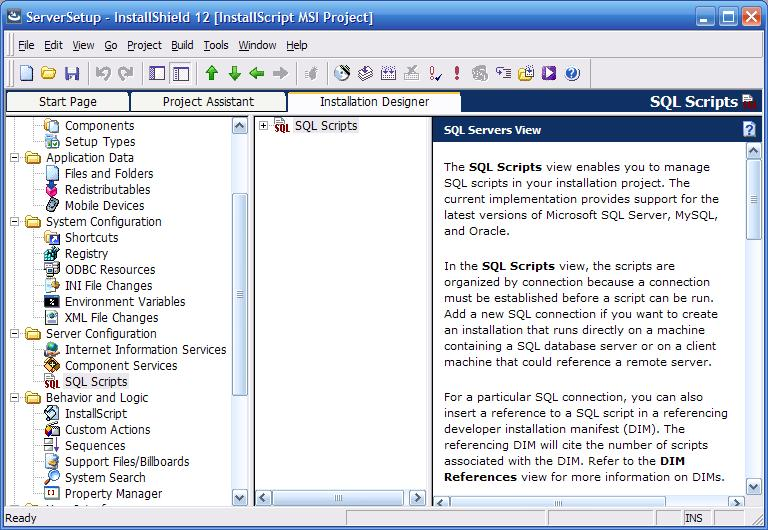 ServerSetup - InstallShield 12 [InstallScript MSI Project]
File Edit View Go Project Build Tools Window Help
Start Page Project Assistant Installation Designer SQL Scripts
Components
Setup Types
Application Data
Files and Folders
Redistributables
Mobile Devices
System Configuration
Shortcuts
Registry
ODBC Resources
INI File Changes
Environment Variables
XML File Changes
Server Configuration
Internet Information Services
Component Services
SQL Scripts
Behavior and Logic
InstallScript
Custom Actions
Sequences
Support Files/Billboards
System Search
Property Manager
SQL Scripts
SQL Servers View
The SQL Scripts view enables you to manage
SQL scripts in your installation project. The
current implementation provides support for the
latest versions of Microsoft SQL Server, MySQL,
and Oracle.
In the SQL Scripts view, the scripts are
organized by connection because a connection
must be established before a script can be run.
Add a new SQL connection if you want to create
an installation that runs directly on a machine
containing a SQL database server or on a client
machine that could reference a remote server.
For a particular SQL connection, you can also
insert a reference to a SQL script in a referencing
developer installation manifest (DIM). The
referencing DIM will cite the number of scripts
associated with the DIM. Refer to the DIM
References view for more information on DIMs.
Ready INS